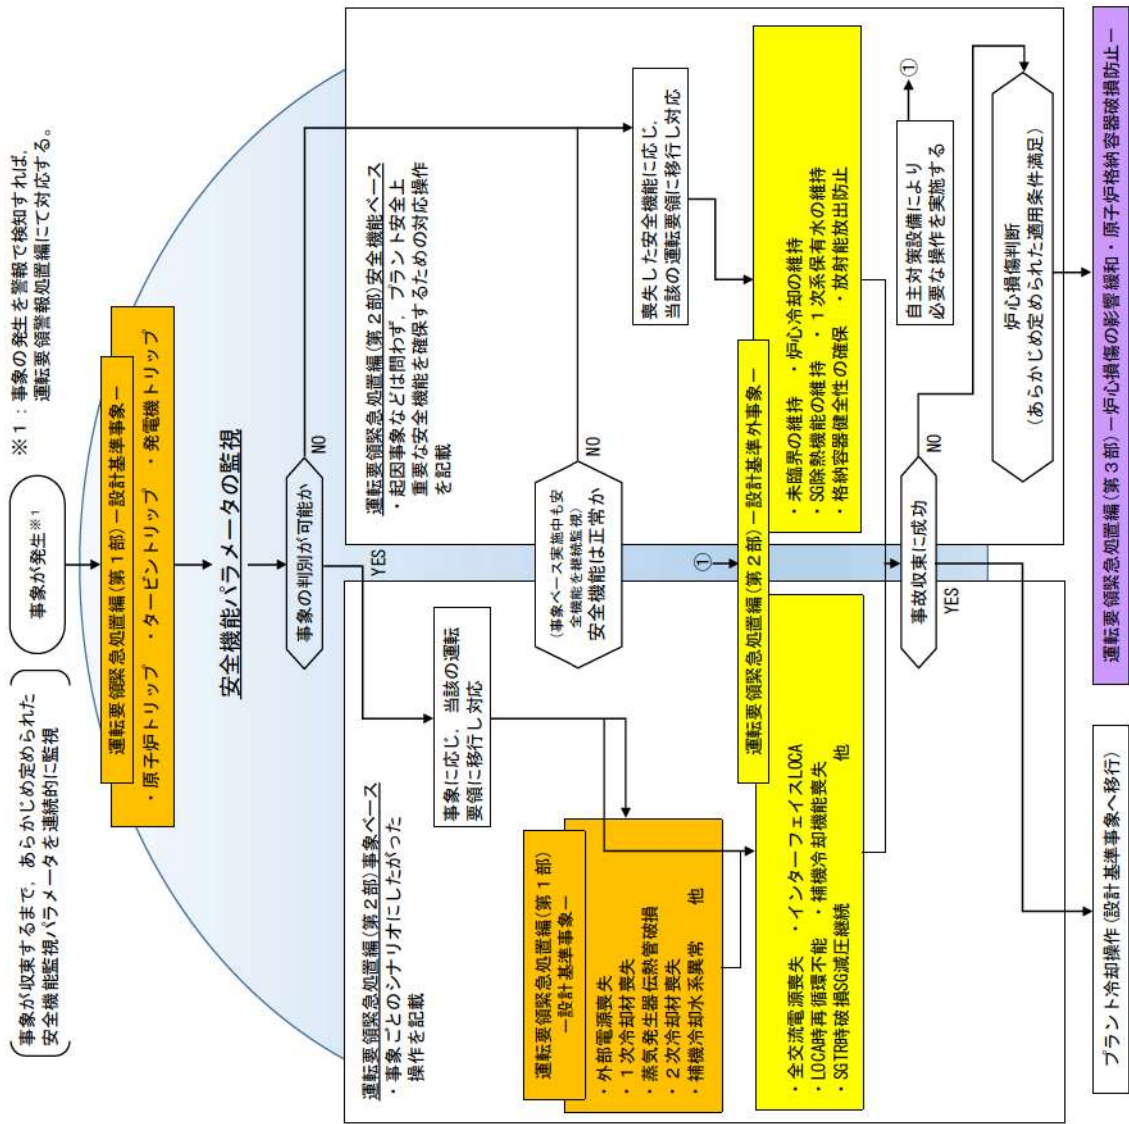 事象が収束するまで，あらかじめ定められた
安全機能監視パラメータを連続的に監視
事象が発生※1
※1：事象の発生を警報で検知すれば，
運転要領警報処置編にて対応する。
運転要領緊急処置編(第1部)－設計基準事象－
・原子炉トリップ ・タービントリップ ・発電機トリップ
安全機能パラメータの監視
事象の判別が可能か
NO
YES
運転要領緊急処置編(第2部)事象ベース
・事象ごとのシナリオにしたがった
操作を記載
事象に応じ，当該の運転
要領に移行し対応
運転要領緊急処置編(第1部)
－設計基準事象－
・外部電源喪失
・1次冷却材喪失
・蒸気発生器伝熱管破損
・2次冷却材喪失
・補機冷却水系異常 他
運転要領緊急処置編(第2部)安全機能ベース
・起因事象などは問わず，プラント安全上
重要な安全機能を確保するための対応操作
を記載
(事象ベース実施中も安
全機能を継続監視)
安全機能は正常か
NO
喪失した安全機能に応じ，
当該の運転要領に移行し対応
①
運転要領緊急処置編(第2部)－設計基準外事象－
・全交流電源喪失 ・インターフェイスLOCA
・LOCA時再循環不能 ・補機冷却機能喪失
・SGTR時破損SG減圧継続 他
・未臨界の維持 ・炉心冷却の維持
・SG除熱機能の維持 ・1次系保有水の維持
・格納容器健全性の確保 ・放射能放出防止
事故収束に成功
NO
YES
自主対策設備により
必要な操作を実施する
①
炉心損傷判断
(あらかじめ定められた適用条件満足)
プラント冷却操作(設計基準事象へ移行)
運転要領緊急処置編(第3部)－炉心損傷の影響緩和・原子炉格納容器破損防止－